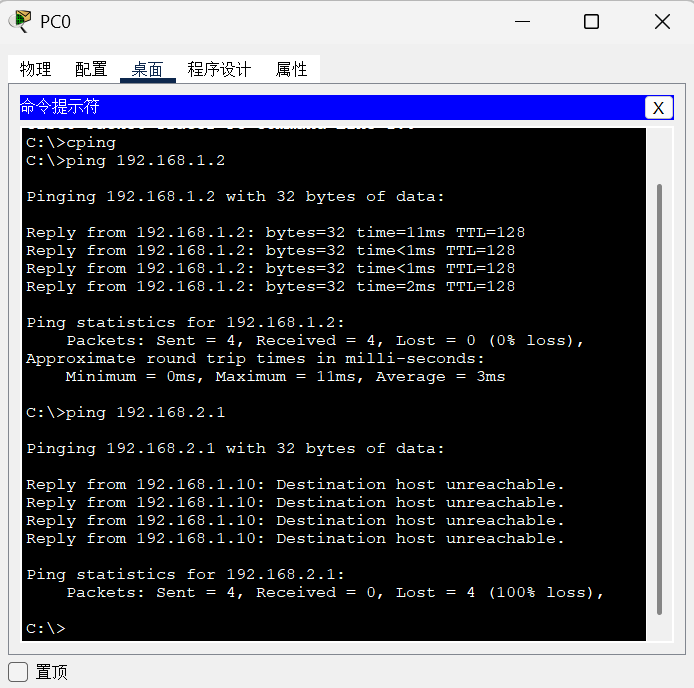 PC0
物理 配置 桌面 程序设计 属性
命令提示符
X
C:\>cping
C:\>ping 192.168.1.2
Pinging 192.168.1.2 with 32 bytes of data:
Reply from 192.168.1.2: bytes=32 time=11ms TTL=128
Reply from 192.168.1.2: bytes=32 time<1ms TTL=128
Reply from 192.168.1.2: bytes=32 time<1ms TTL=128
Reply from 192.168.1.2: bytes=32 time=2ms TTL=128
Ping statistics for 192.168.1.2:
Packets: Sent = 4, Received = 4, Lost = 0 (0% loss),
Approximate round trip times in milli-seconds:
Minimum = 0ms, Maximum = 11ms, Average = 3ms
C:\>ping 192.168.2.1
Pinging 192.168.2.1 with 32 bytes of data:
Reply from 192.168.1.10: Destination host unreachable.
Reply from 192.168.1.10: Destination host unreachable.
Reply from 192.168.1.10: Destination host unreachable.
Reply from 192.168.1.10: Destination host unreachable.
Ping statistics for 192.168.2.1:
Packets: Sent = 4, Received = 0, Lost = 4 (100% loss),
C:\>
置顶